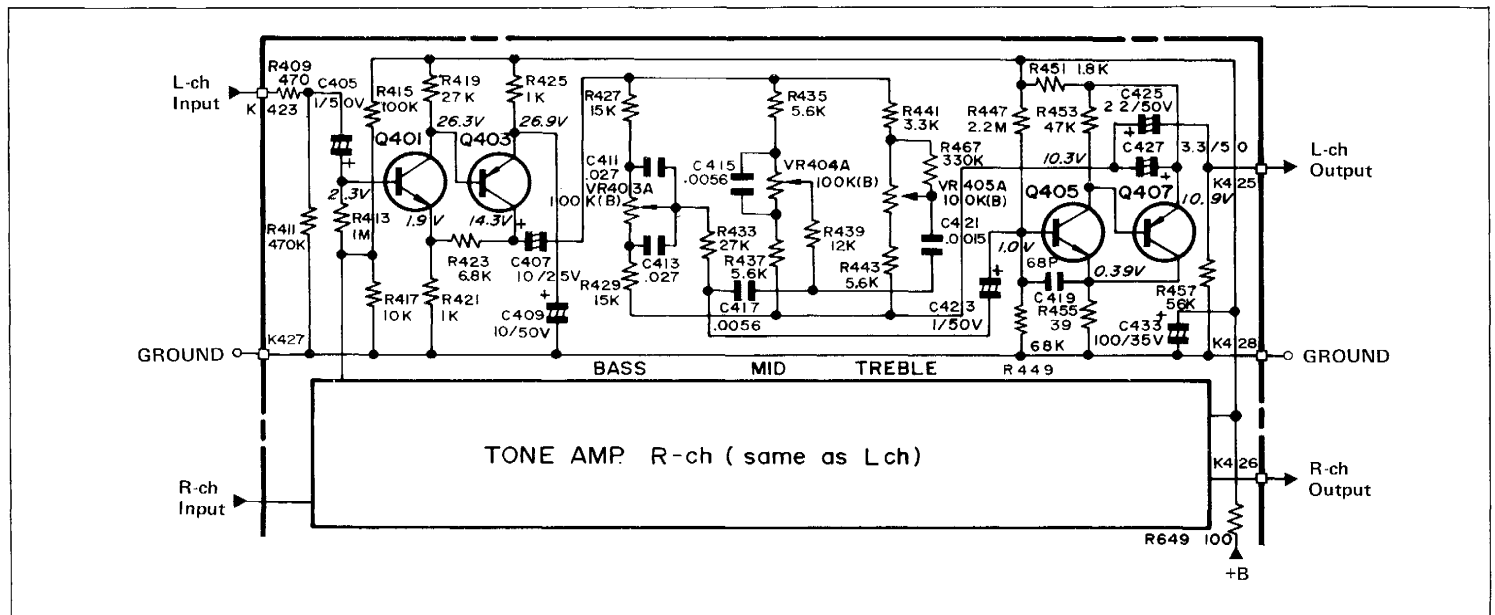 L-ch
Input
K 423
R409
470
C405
1/50V
R415
100K
R419
27K
R425
1K
26.3V
26.9V
Q401
Q403
2.3V
R413
1M
R411
470K
1.9V
14.3V
R423
6.8K
C407
10/25V
R417
10K
R421
1K
C409
10/50V
R427
15K
C411
.027
VR403A
100K(B)
C413
.027
R429
15K
R433
27K
R437
5.6K
C417
.0056
R435
5.6K
C415
.0056
VR404A
100K(B)
R439
12K
R441
3.3K
R467
330K
VR405A
100K(B)
C421
.0015
R443
5.6K
C423
1/50V
R447
2.2M
R451 1.8K
R453
47K
C425
2.2/50V
C427
3.3/50
10.3V
Q405
Q407
10.9V
1.0V
68P
C419
0.39V
R455
39
68K
R449
R457
56K
C433
100/35V
L-ch
Output
K425
K427
GROUND
K428
GROUND
BASS MID TREBLE
TONE AMP. R-ch ( same as Lch)
R-ch
Input
K426
R-ch
Output
R649 100
+B